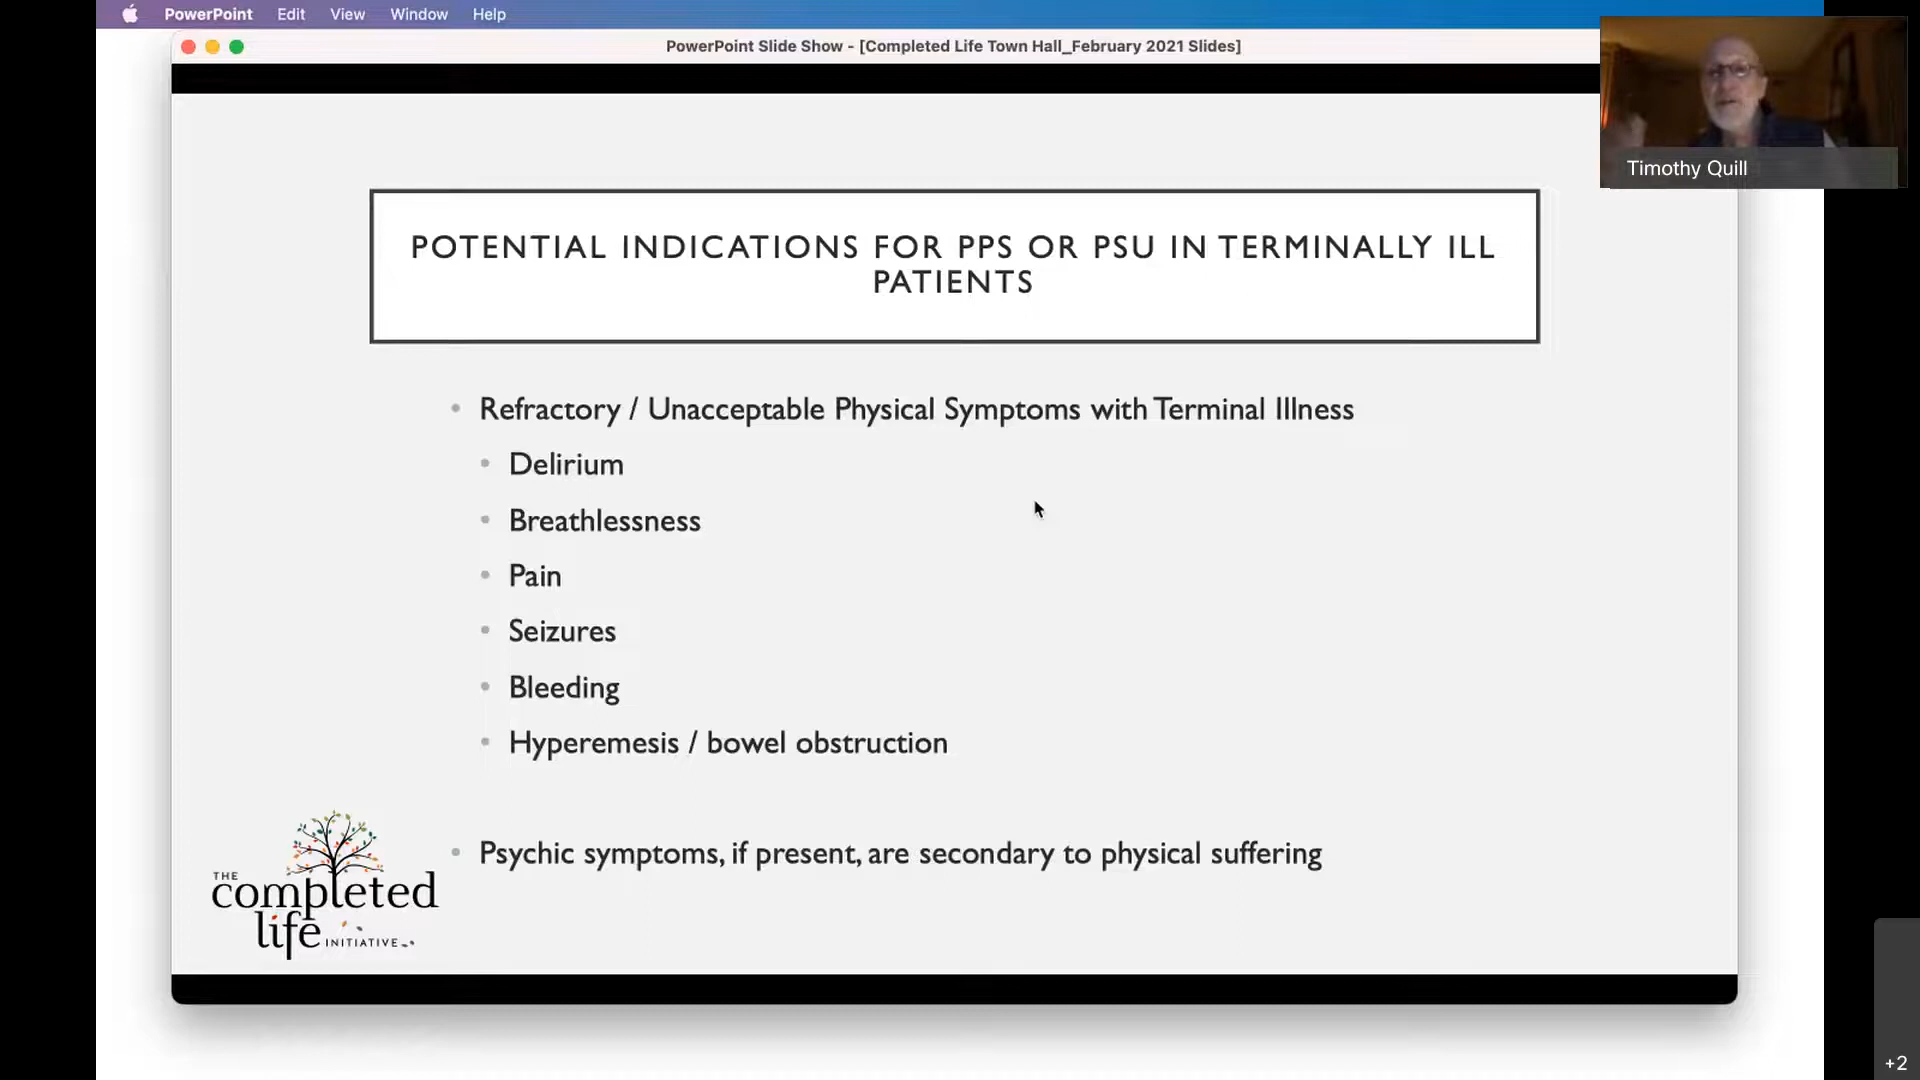 PowerPoint Edit View Window Help
PowerPoint Slide Show - [Completed Life Town Hall_February 2021 Slides]
Timothy Quill
POTENTIAL INDICATIONS FOR PPS OR PSU IN TERMINALLY ILL
PATIENTS
• Refractory / Unacceptable Physical Symptoms with Terminal Illness
• Delirium
• Breathlessness
• Pain
• Seizures
• Bleeding
• Hyperemesis / bowel obstruction
• Psychic symptoms, if present, are secondary to physical suffering
THE
completed
life INITIATIVE
+2